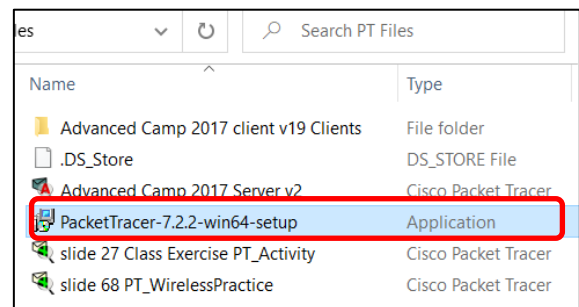 les Search PT Files
Name Type
Advanced Camp 2017 client v19 Clients File folder
.DS_Store DS_STORE File
Advanced Camp 2017 Server v2 Cisco Packet Tracer
PacketTracer-7.2.2-win64-setup Application
slide 27 Class Exercise PT_Activity Cisco Packet Tracer
slide 68 PT_WirelessPractice Cisco Packet Tracer